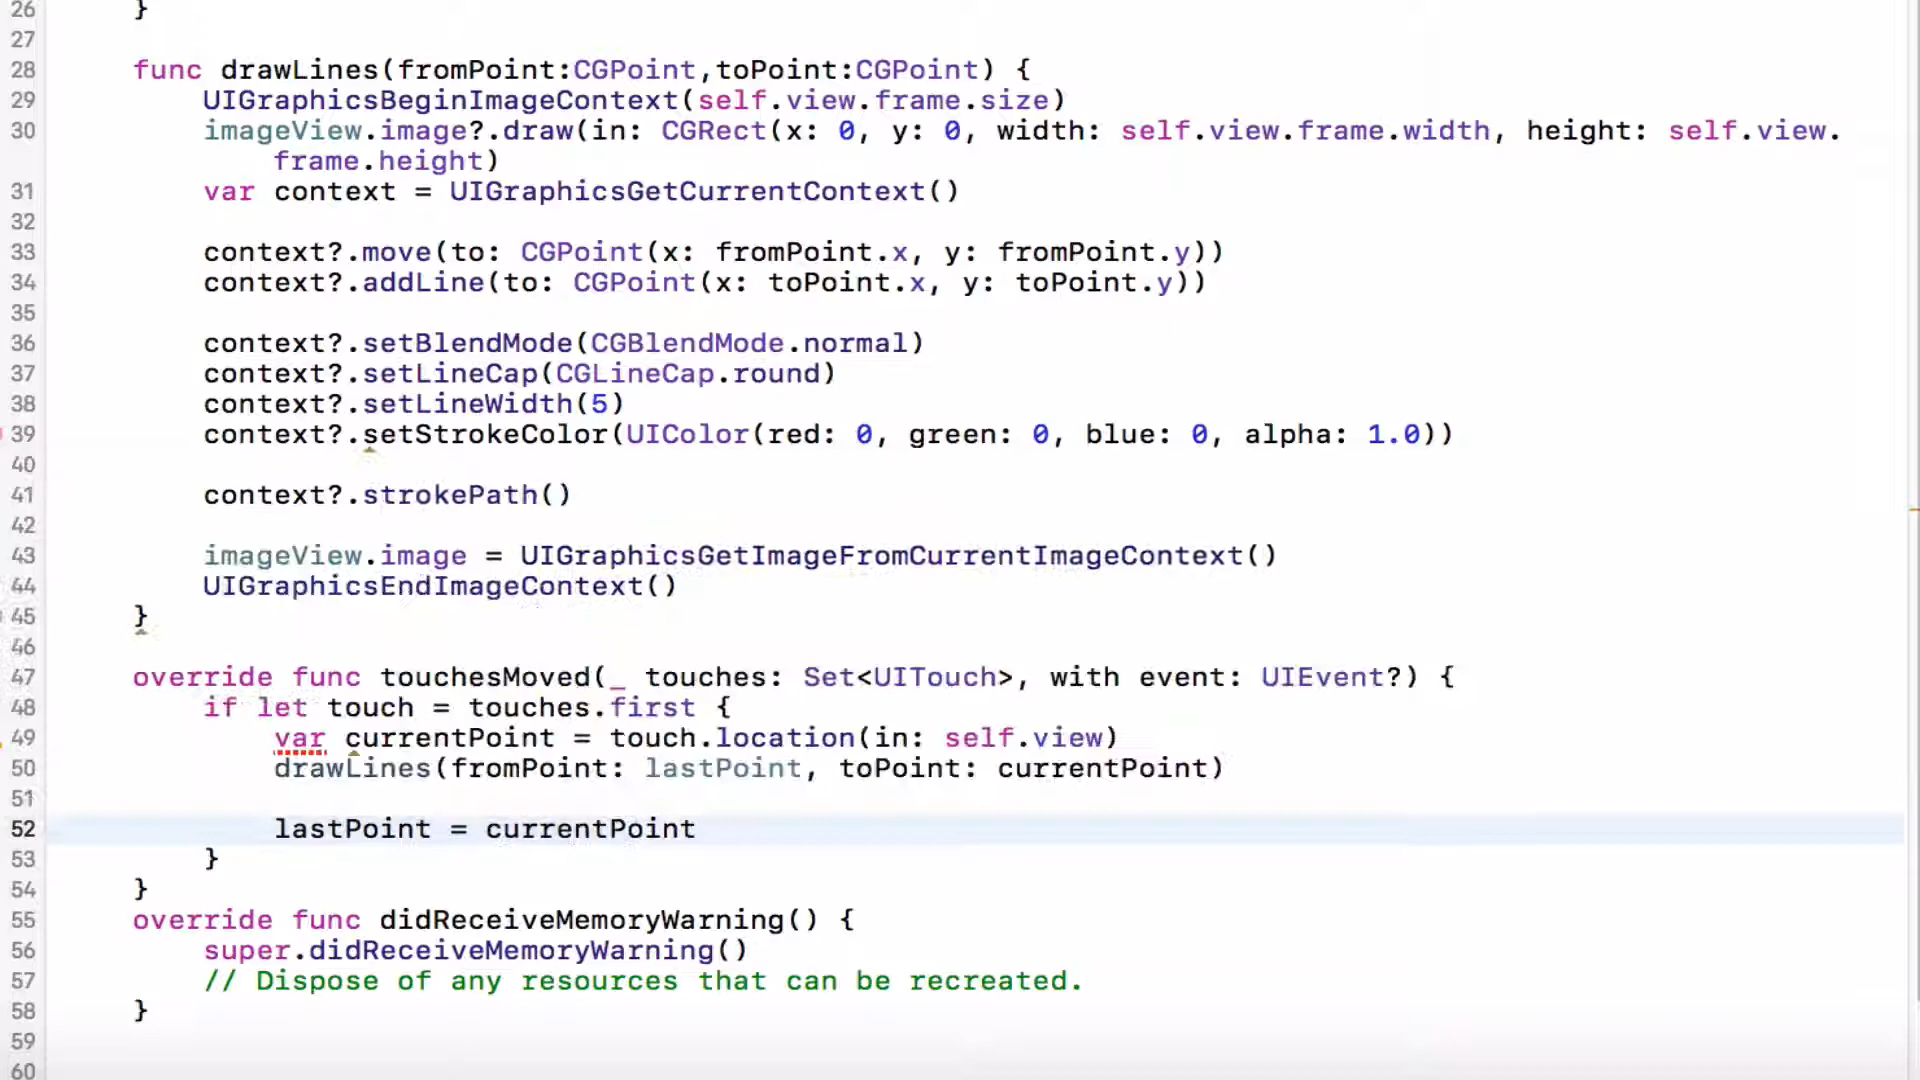 26 }
27
28 func drawLines(fromPoint:CGPoint,toPoint:CGPoint) {
29 UIGraphicsBeginImageContext(self.view.frame.size)
30 imageView.image?.draw(in: CGRect(x: 0, y: 0, width: self.view.frame.width, height: self.view.
frame.height)
31 var context = UIGraphicsGetCurrentContext()
32
33 context?.move(to: CGPoint(x: fromPoint.x, y: fromPoint.y))
34 context?.addLine(to: CGPoint(x: toPoint.x, y: toPoint.y))
35
36 context?.setBlendMode(CGBlendMode.normal)
37 context?.setLineCap(CGLineCap.round)
38 context?.setLineWidth(5)
39 context?.setStrokeColor(UIColor(red: 0, green: 0, blue: 0, alpha: 1.0))
40
41 context?.strokePath()
42
43 imageView.image = UIGraphicsGetImageFromCurrentImageContext()
44 UIGraphicsEndImageContext()
45 }
46
47 override func touchesMoved(_ touches: Set<UITouch>, with event: UIEvent?) {
48 if let touch = touches.first {
49 var currentPoint = touch.location(in: self.view)
50 drawLines(fromPoint: lastPoint, toPoint: currentPoint)
51
52 lastPoint = currentPoint
53 }
54 }
55 override func didReceiveMemoryWarning() {
56 super.didReceiveMemoryWarning()
57 // Dispose of any resources that can be recreated.
58 }
59
60